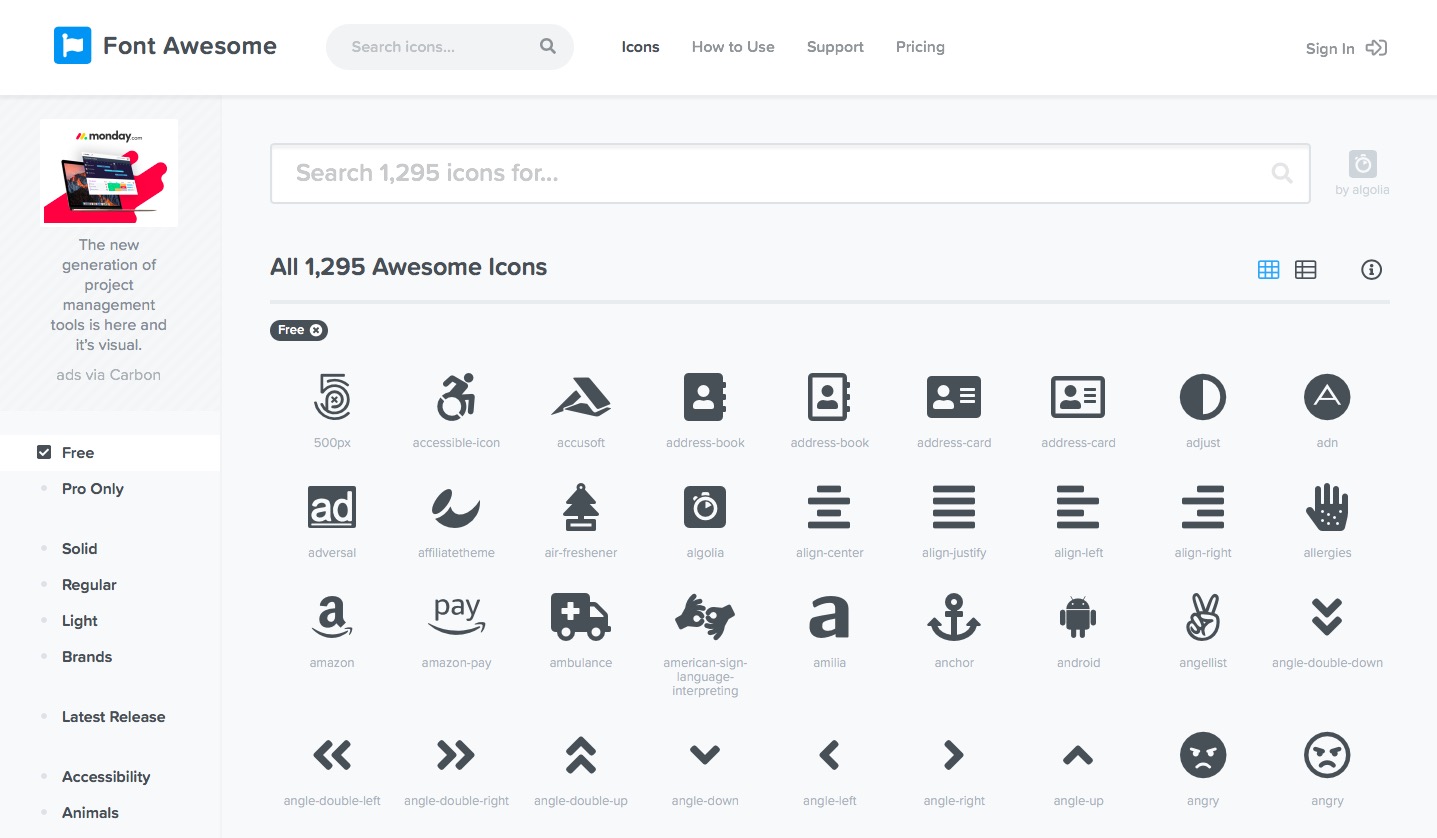 Font Awesome
Search icons...
Icons
How to Use
Support
Pricing
Sign In
monday.com
The new
generation of
project
management
tools is here and
it's visual.
ads via Carbon
Free
Pro Only
Solid
Regular
Light
Brands
Latest Release
Accessibility
Animals
Search 1,295 icons for...
by algolia
All 1,295 Awesome Icons
Free
500px
accessible-icon
accusoft
address-book
address-book
address-card
address-card
adjust
adn
ad
adversal
affiliatetheme
air-freshener
algolia
align-center
align-justify
align-left
align-right
allergies
a
amazon
pay
amazon-pay
ambulance
american-sign-
language-
interpreting
a
amilia
anchor
android
angellist
angle-double-down
angle-double-left
angle-double-right
angle-double-up
angle-down
angle-left
angle-right
angle-up
angry
angry